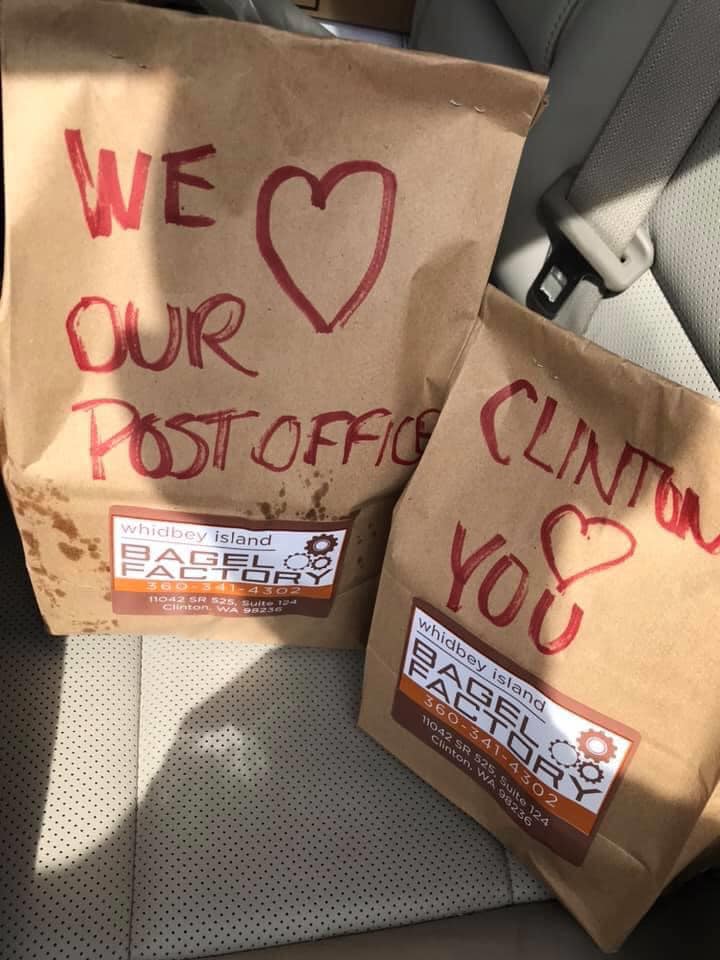 WE ♡
OUR
POST OFFICE
whidbey island
BAGEL
FACTORY
360-341-4302
11042 SR 525, Suite 124
Clinton, WA 98236
CLINTON
♡
YOU
whidbey island
BAGEL
FACTORY
360-341-4302
11042 SR 525, Suite 124
Clinton, WA 98236